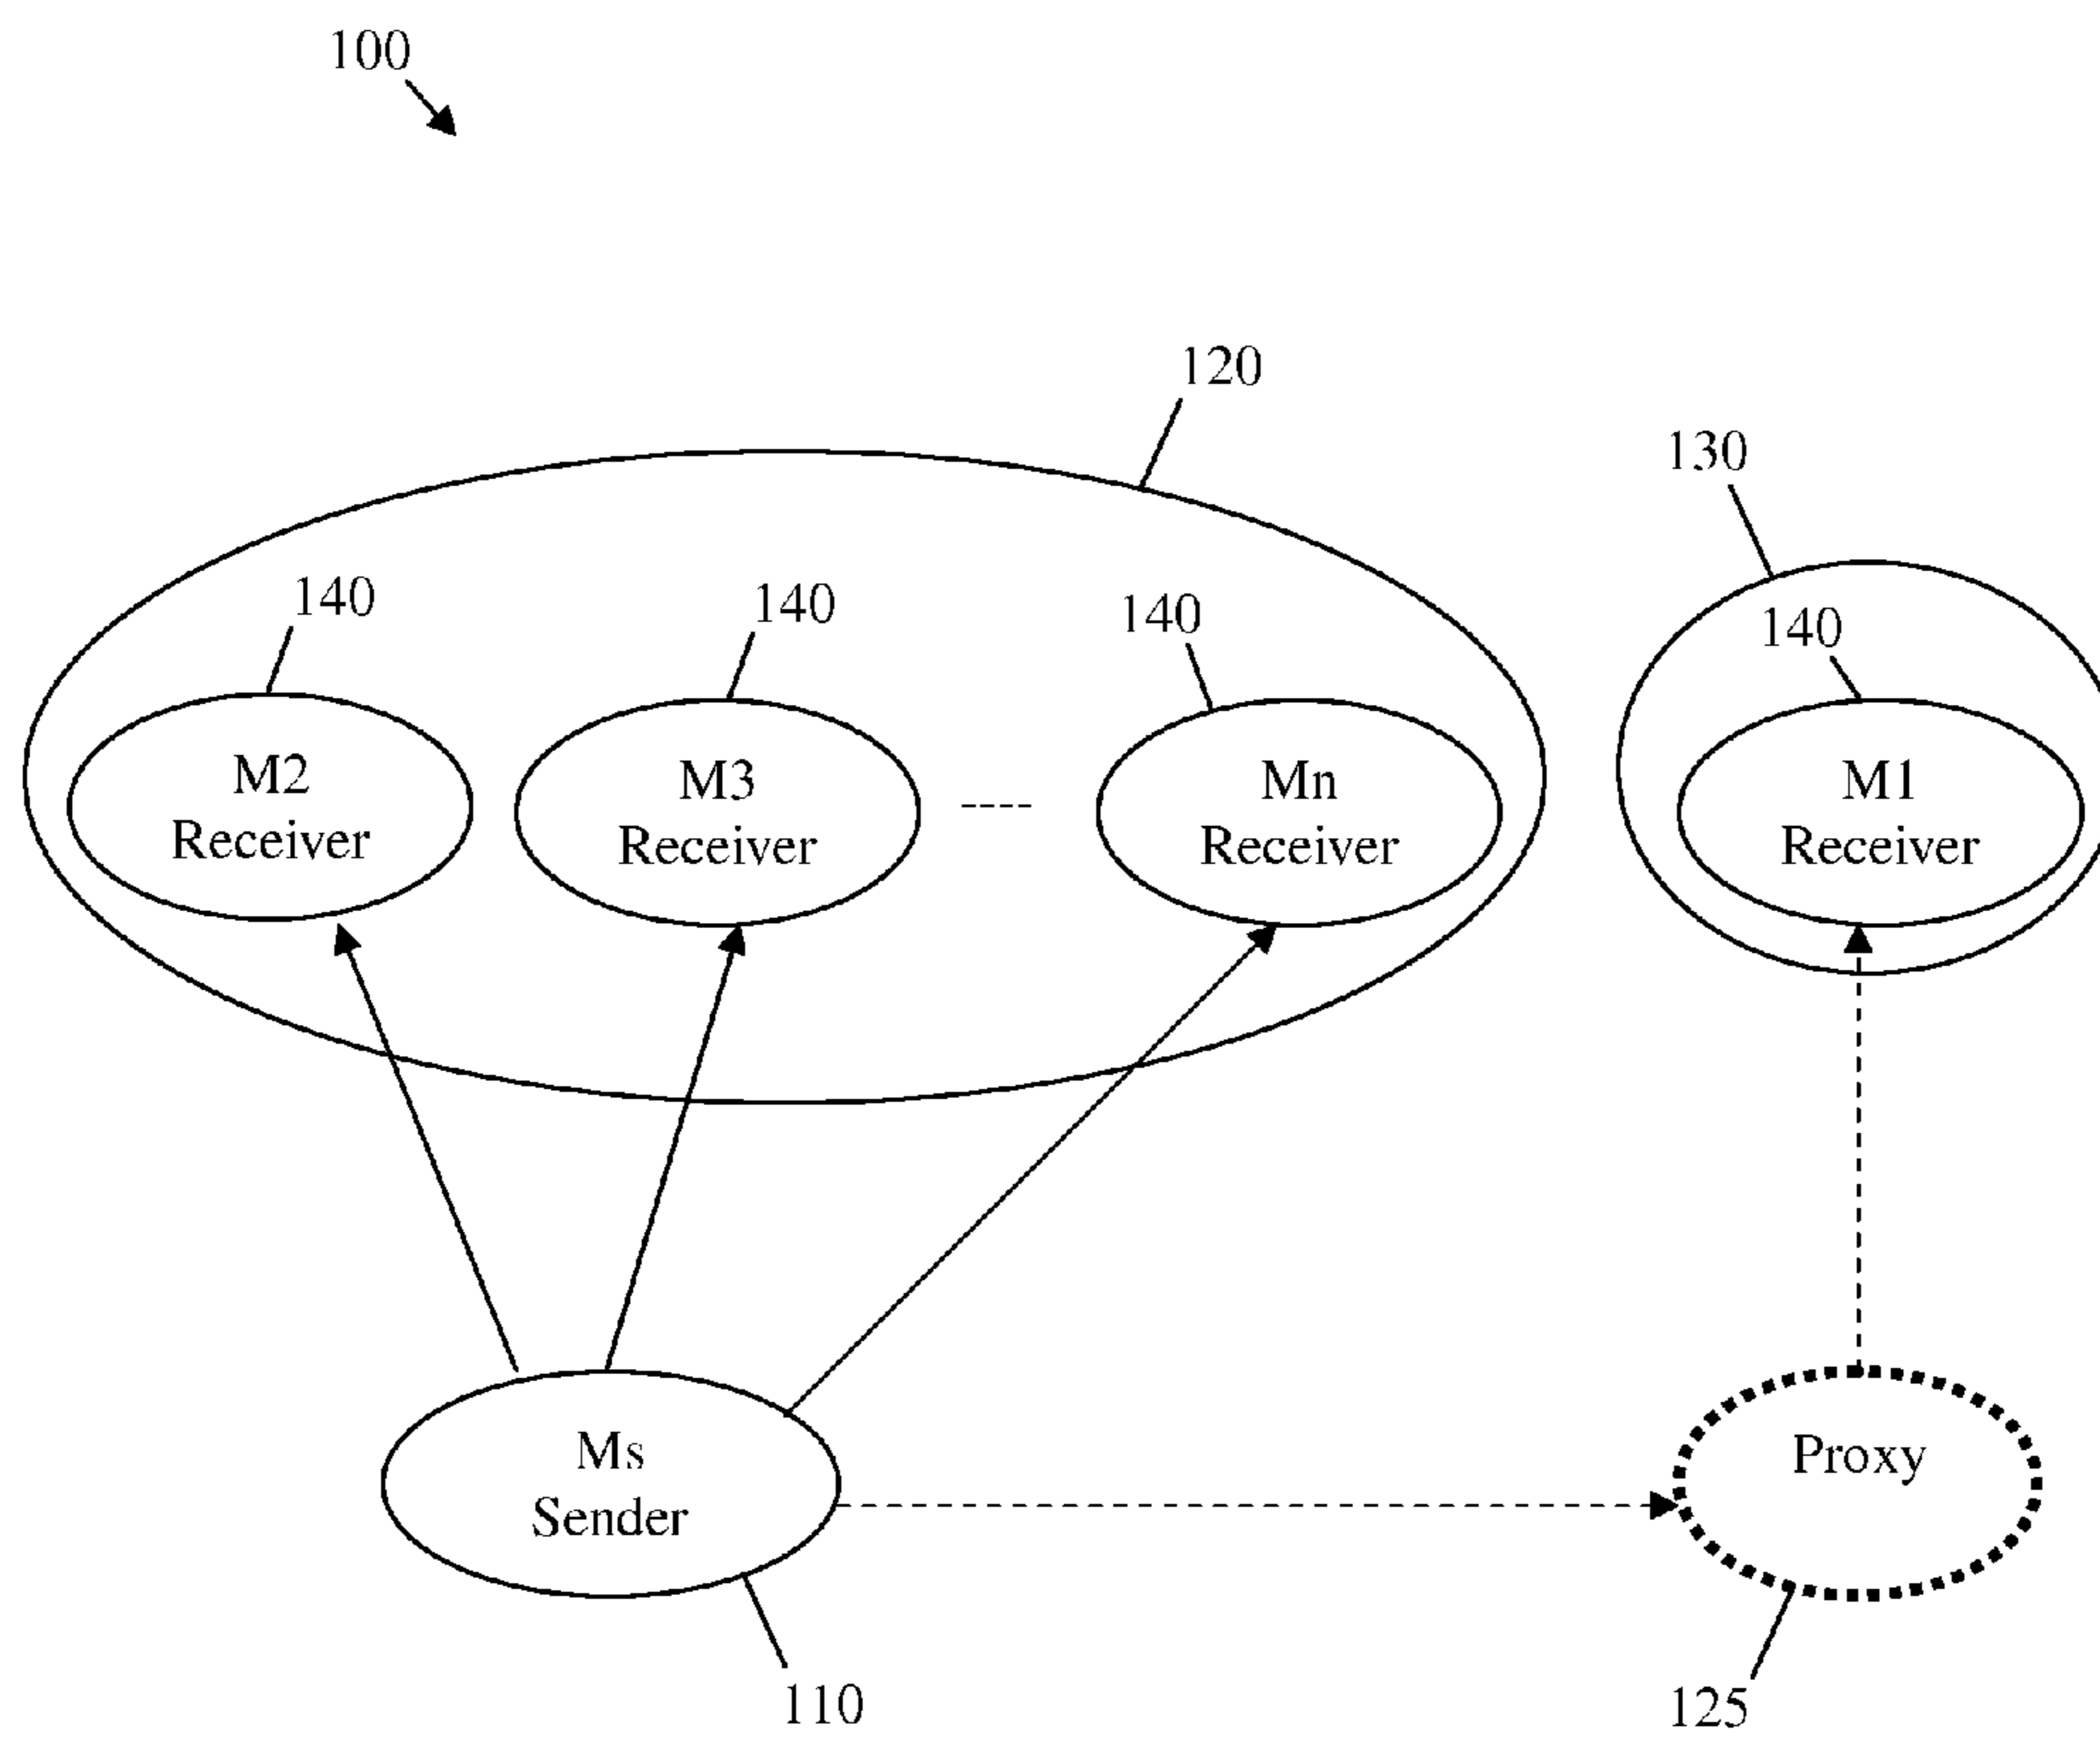 100
120
130
140
140
140
140
M2
Receiver
M3
Receiver
----
Mn
Receiver
M1
Receiver
Ms
Sender
Proxy
110
125